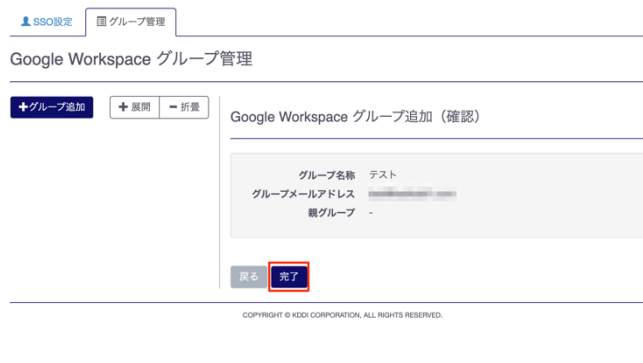 SSO設定 グループ管理
Google Workspace グループ管理
+グループ追加 + 展開 - 折畳
Google Workspace グループ追加(確認)
グループ名称 テスト
グループメールアドレス
親グループ -
戻る 完了
COPYRIGHT © KDDI CORPORATION, ALL RIGHTS RESERVED.